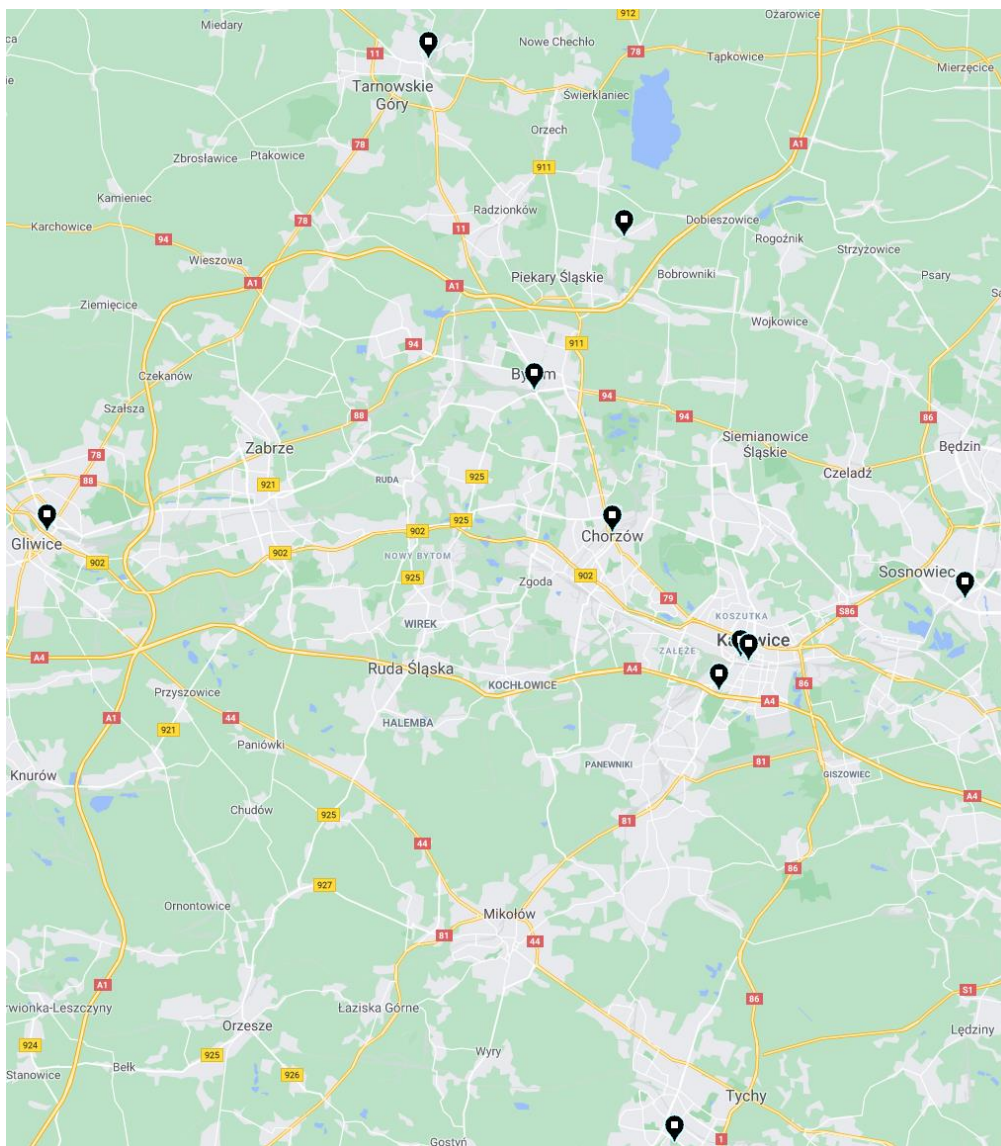 912
Ożarowice
Miedary
Nowe Chechło
11
78
Tąpkowice
Mierzęcice
Tarnowskie
Góry
Świerklaniec
Orzech
78
A1
Zbrosławice
Ptakowice
911
Kamieniec
Radzionków
Karchowice
78
11
Dobieszowice
94
Rogoźnik
Strzyżowice
Wieszowa
Piekary Śląskie
Bobrowniki
Psary
A1
A1
Ziemięcice
Wojkowice
94
911
Czekanów
94
Szałsza
88
94
86
Siemianowice
Śląskie
Będzin
Zabrze
78
Czeladź
88
921
RUDA
925
925
Chorzów
902
Gliwice
902
NOWY BYTOM
902
925
Zgoda
902
Sosnowiec
79
KOSZUTKA
S86
WIREK
ZAŁĘŻE
A4
Ruda Śląska
A4
KOCHŁOWICE
86
Przyszowice
A4
A1
44
921
HALEMBA
Paniówki
PANEWNIKI
81
GISZOWIEC
Knurów
A4
Chudów
925
81
44
86
927
Ornontowice
Mikołów
81
44
A1
S1
86
rwionka-Leszczyny
Łaziska Górne
Orzesze
Lędziny
924
925
Wyry
Bełk
Stanowice
926
Tychy
1
Gostyń